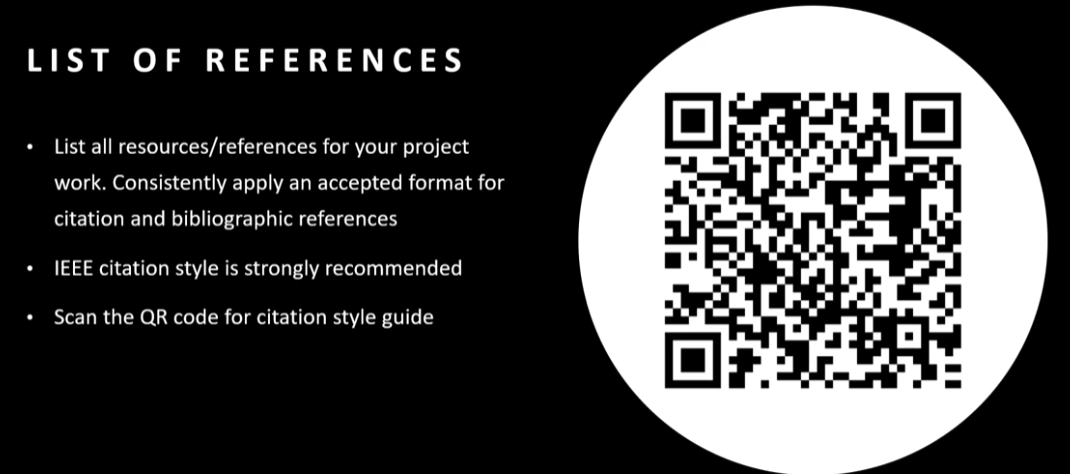 LIST OF REFERENCES
• List all resources/references for your project
work. Consistently apply an accepted format for
citation and bibliographic references
• IEEE citation style is strongly recommended
• Scan the QR code for citation style guide